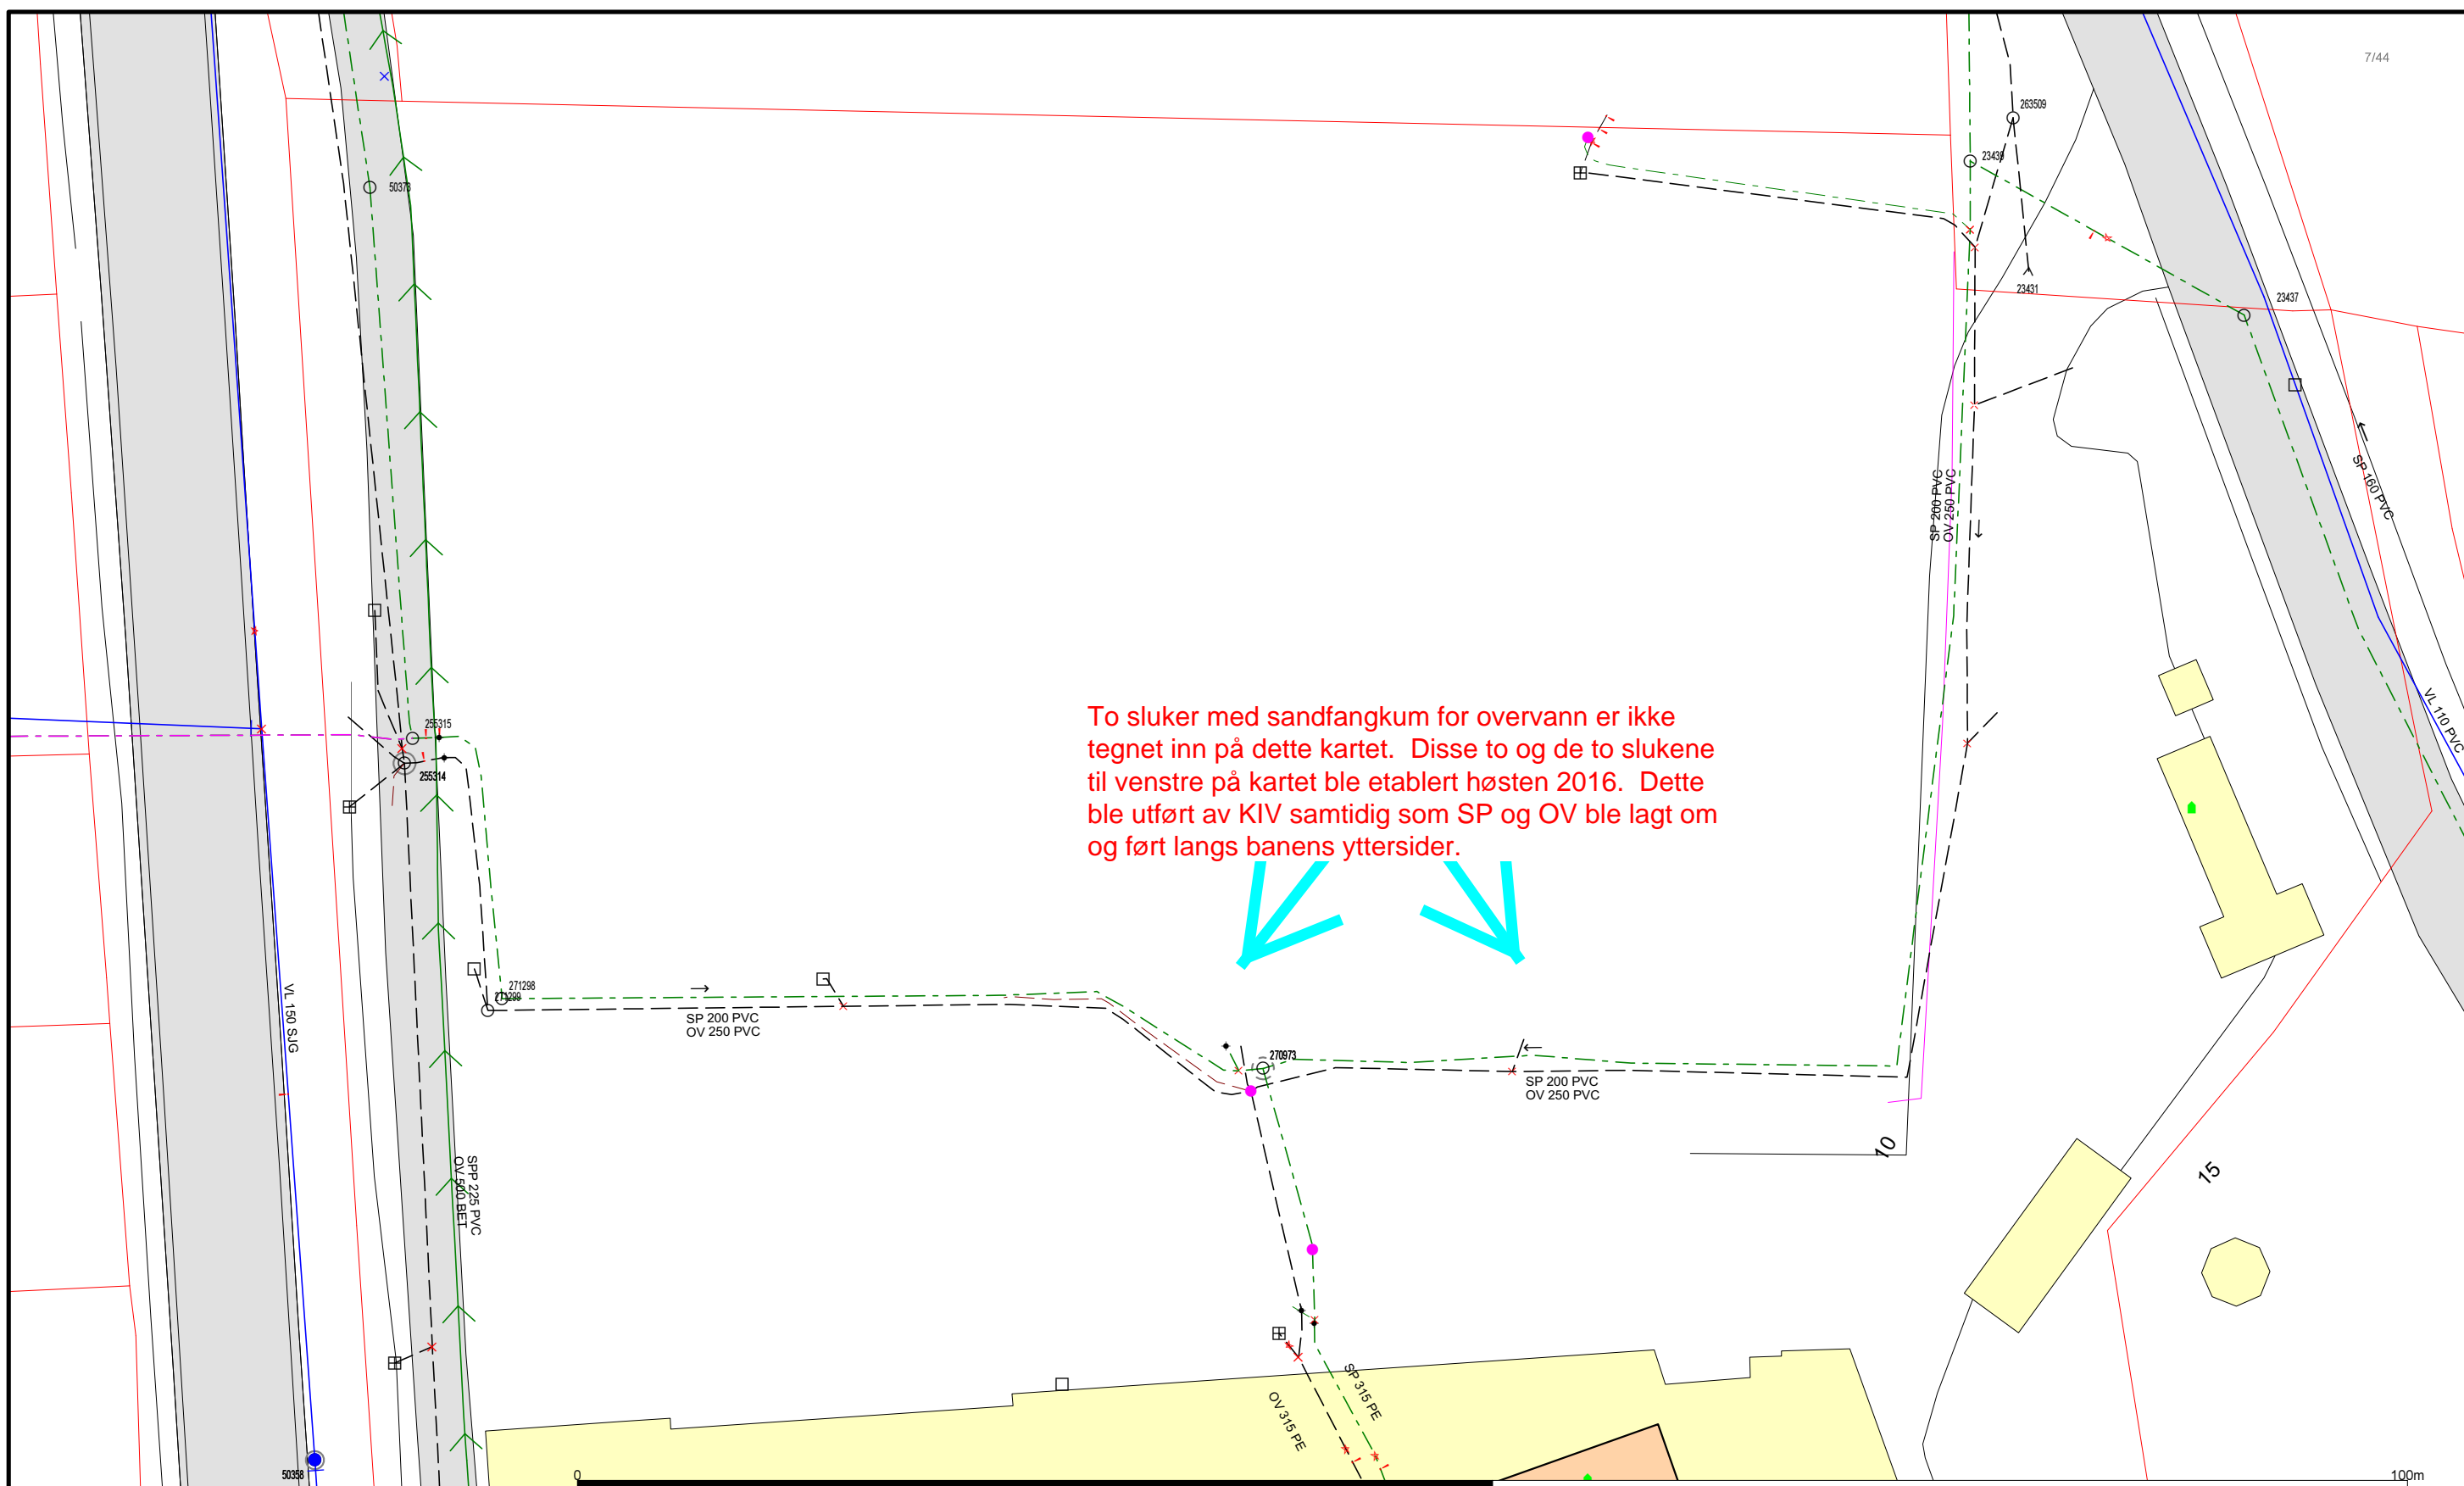 7/44
263509
23439
50373
23431
23437
SP 160 PVC
SP 200 PVC
OV 250 PVC
255315
255314
VL 110 PVC
To sluker med sandfangkum for overvann er ikke
tegnet inn på dette kartet.  Disse to og de to slukene
til venstre på kartet ble etablert høsten 2016.  Dette
ble utført av KIV samtidig som SP og OV ble lagt om
og ført langs banens yttersider.
271298
271299
VL 150 SJG
SP 200 PVC
OV 250 PVC
270973
SP 200 PVC
OV 250 PVC
10
15
SPP 225 PVC
OV 500 BET
SP 315 PE
OV 315 PE
50358
0
100m